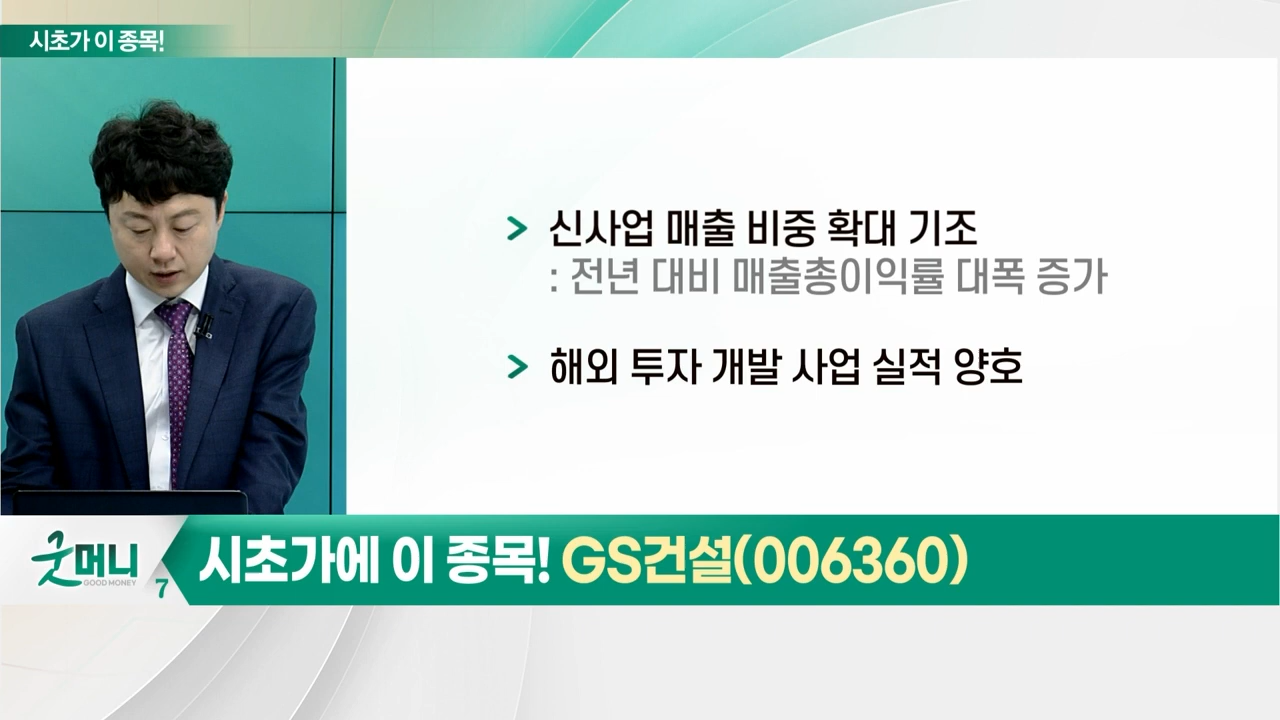 시초가 이 종목!
> 신사업 매출 비중 확대 기조
: 전년 대비 매출총이익률 대폭 증가
> 해외 투자 개발 사업 실적 양호
굿머니
GOOD MONEY
7
시초가에 이 종목! GS건설(006360)